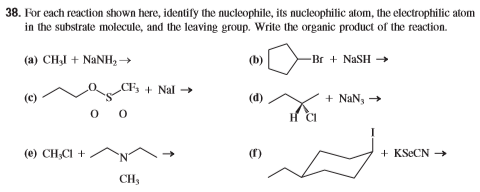 38. For each reaction shown here, identify the nucleophile, its nucleophilic atom, the electrophilic atom
in the substrate molecule, and the leaving group. Write the organic product of the reaction.
(a) CH₃I + NaNH₂ →
(b) Br + NaSH →
(c) O S CF₃ + NaI →
O O
(d) + NaN₃ →
H Cl
(e) CH₃Cl + N →
CH₃
(f) I + KSeCN →